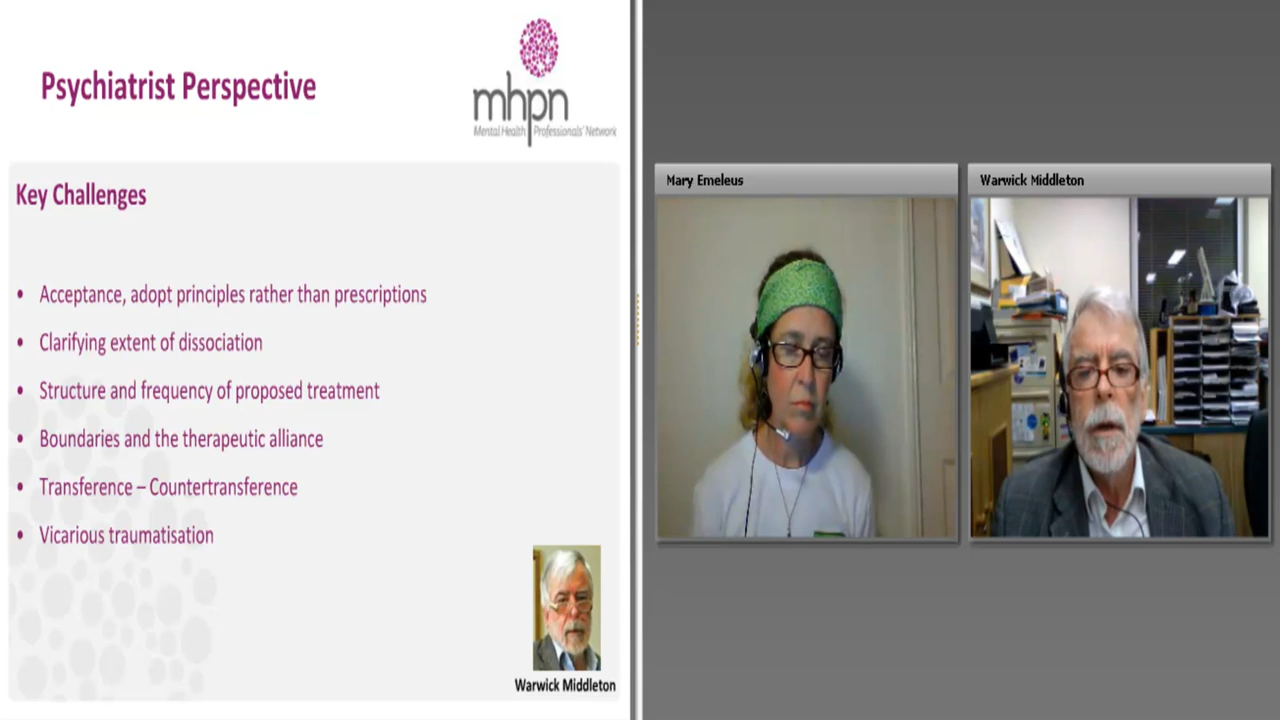 Psychiatrist Perspective
mhpn
Mental Health Professionals' Network
Key Challenges
• Acceptance, adopt principles rather than prescriptions
• Clarifying extent of dissociation
• Structure and frequency of proposed treatment
• Boundaries and the therapeutic alliance
• Transference – Countertransference
• Vicarious traumatisation
Warwick Middleton
Mary Emeleus
Warwick Middleton